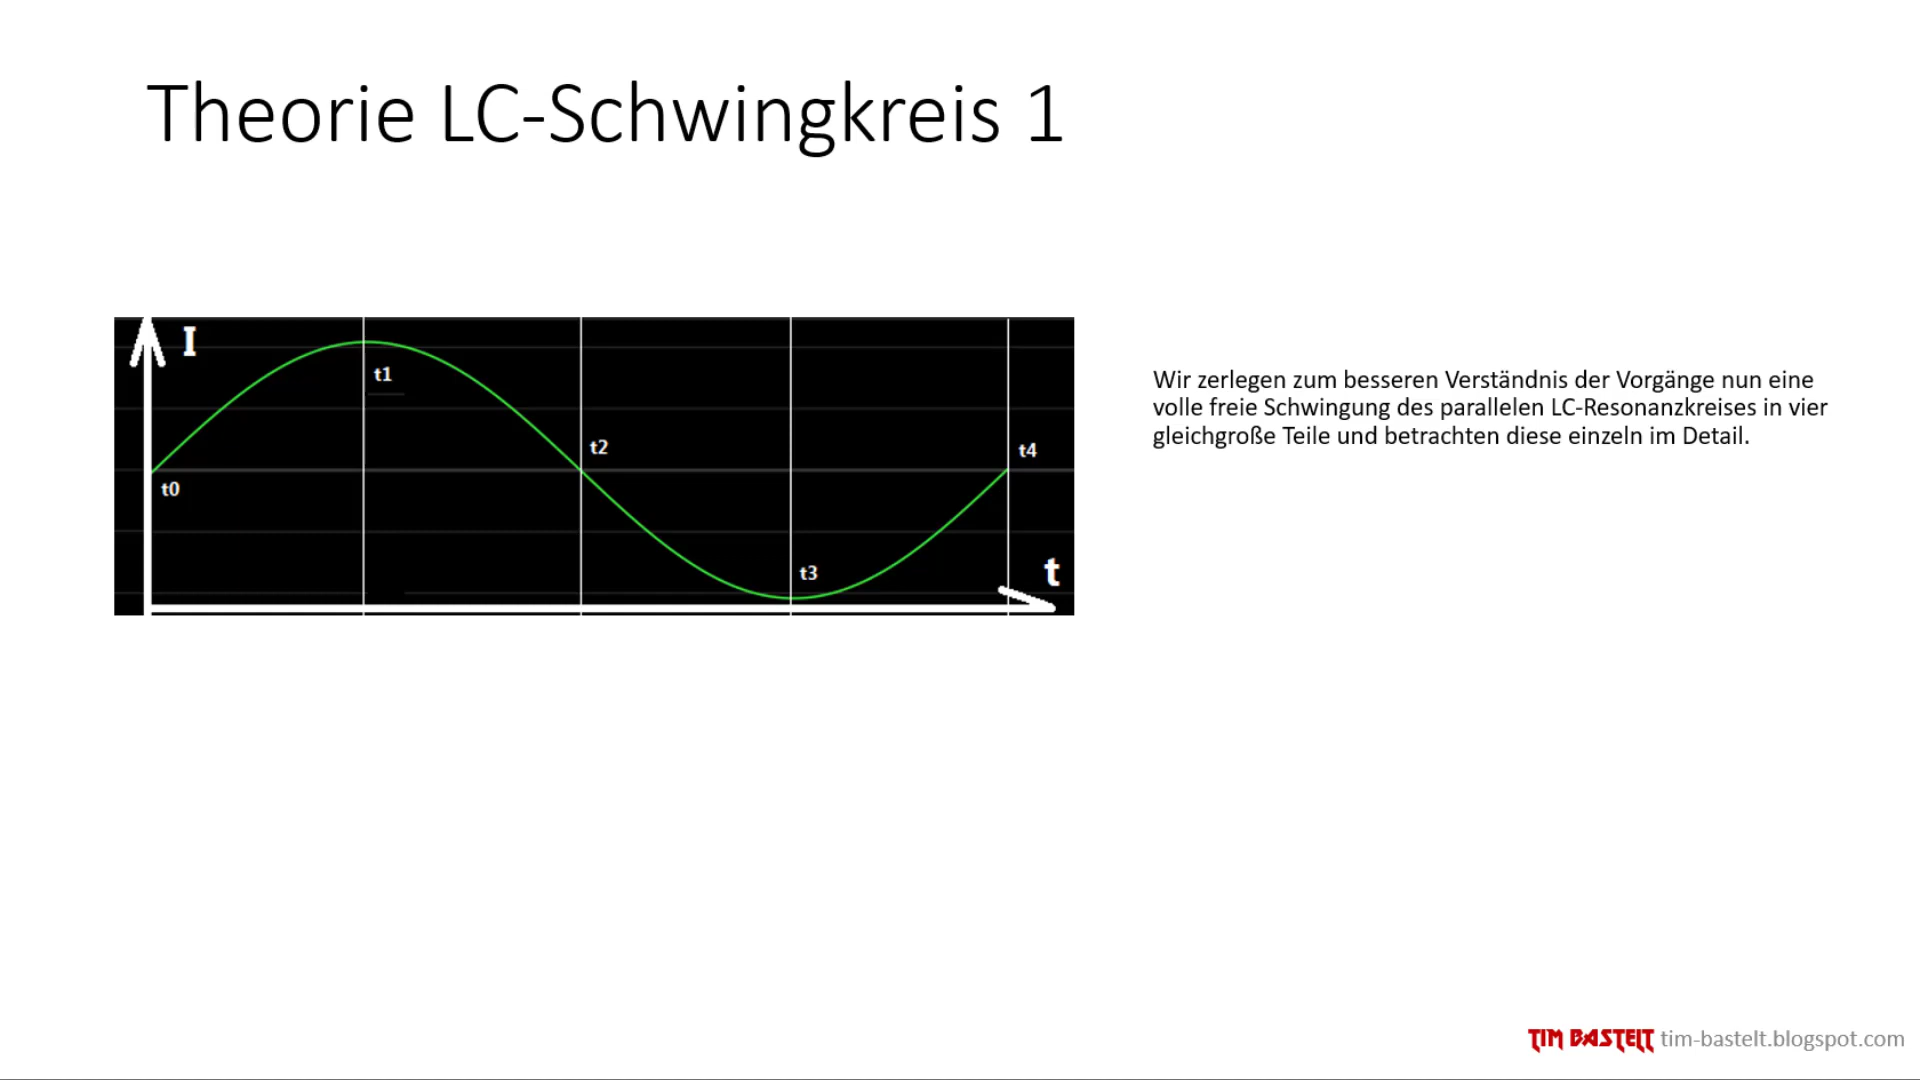 Theorie LC-Schwingkreis 1
I
t1
t2
t4
t0
t3
t
Wir zerlegen zum besseren Verständnis der Vorgänge nun eine
volle freie Schwingung des parallelen LC-Resonanzkreises in vier
gleichgroße Teile und betrachten diese einzeln im Detail.
TIM BASTELT tim-bastelt.blogspot.com